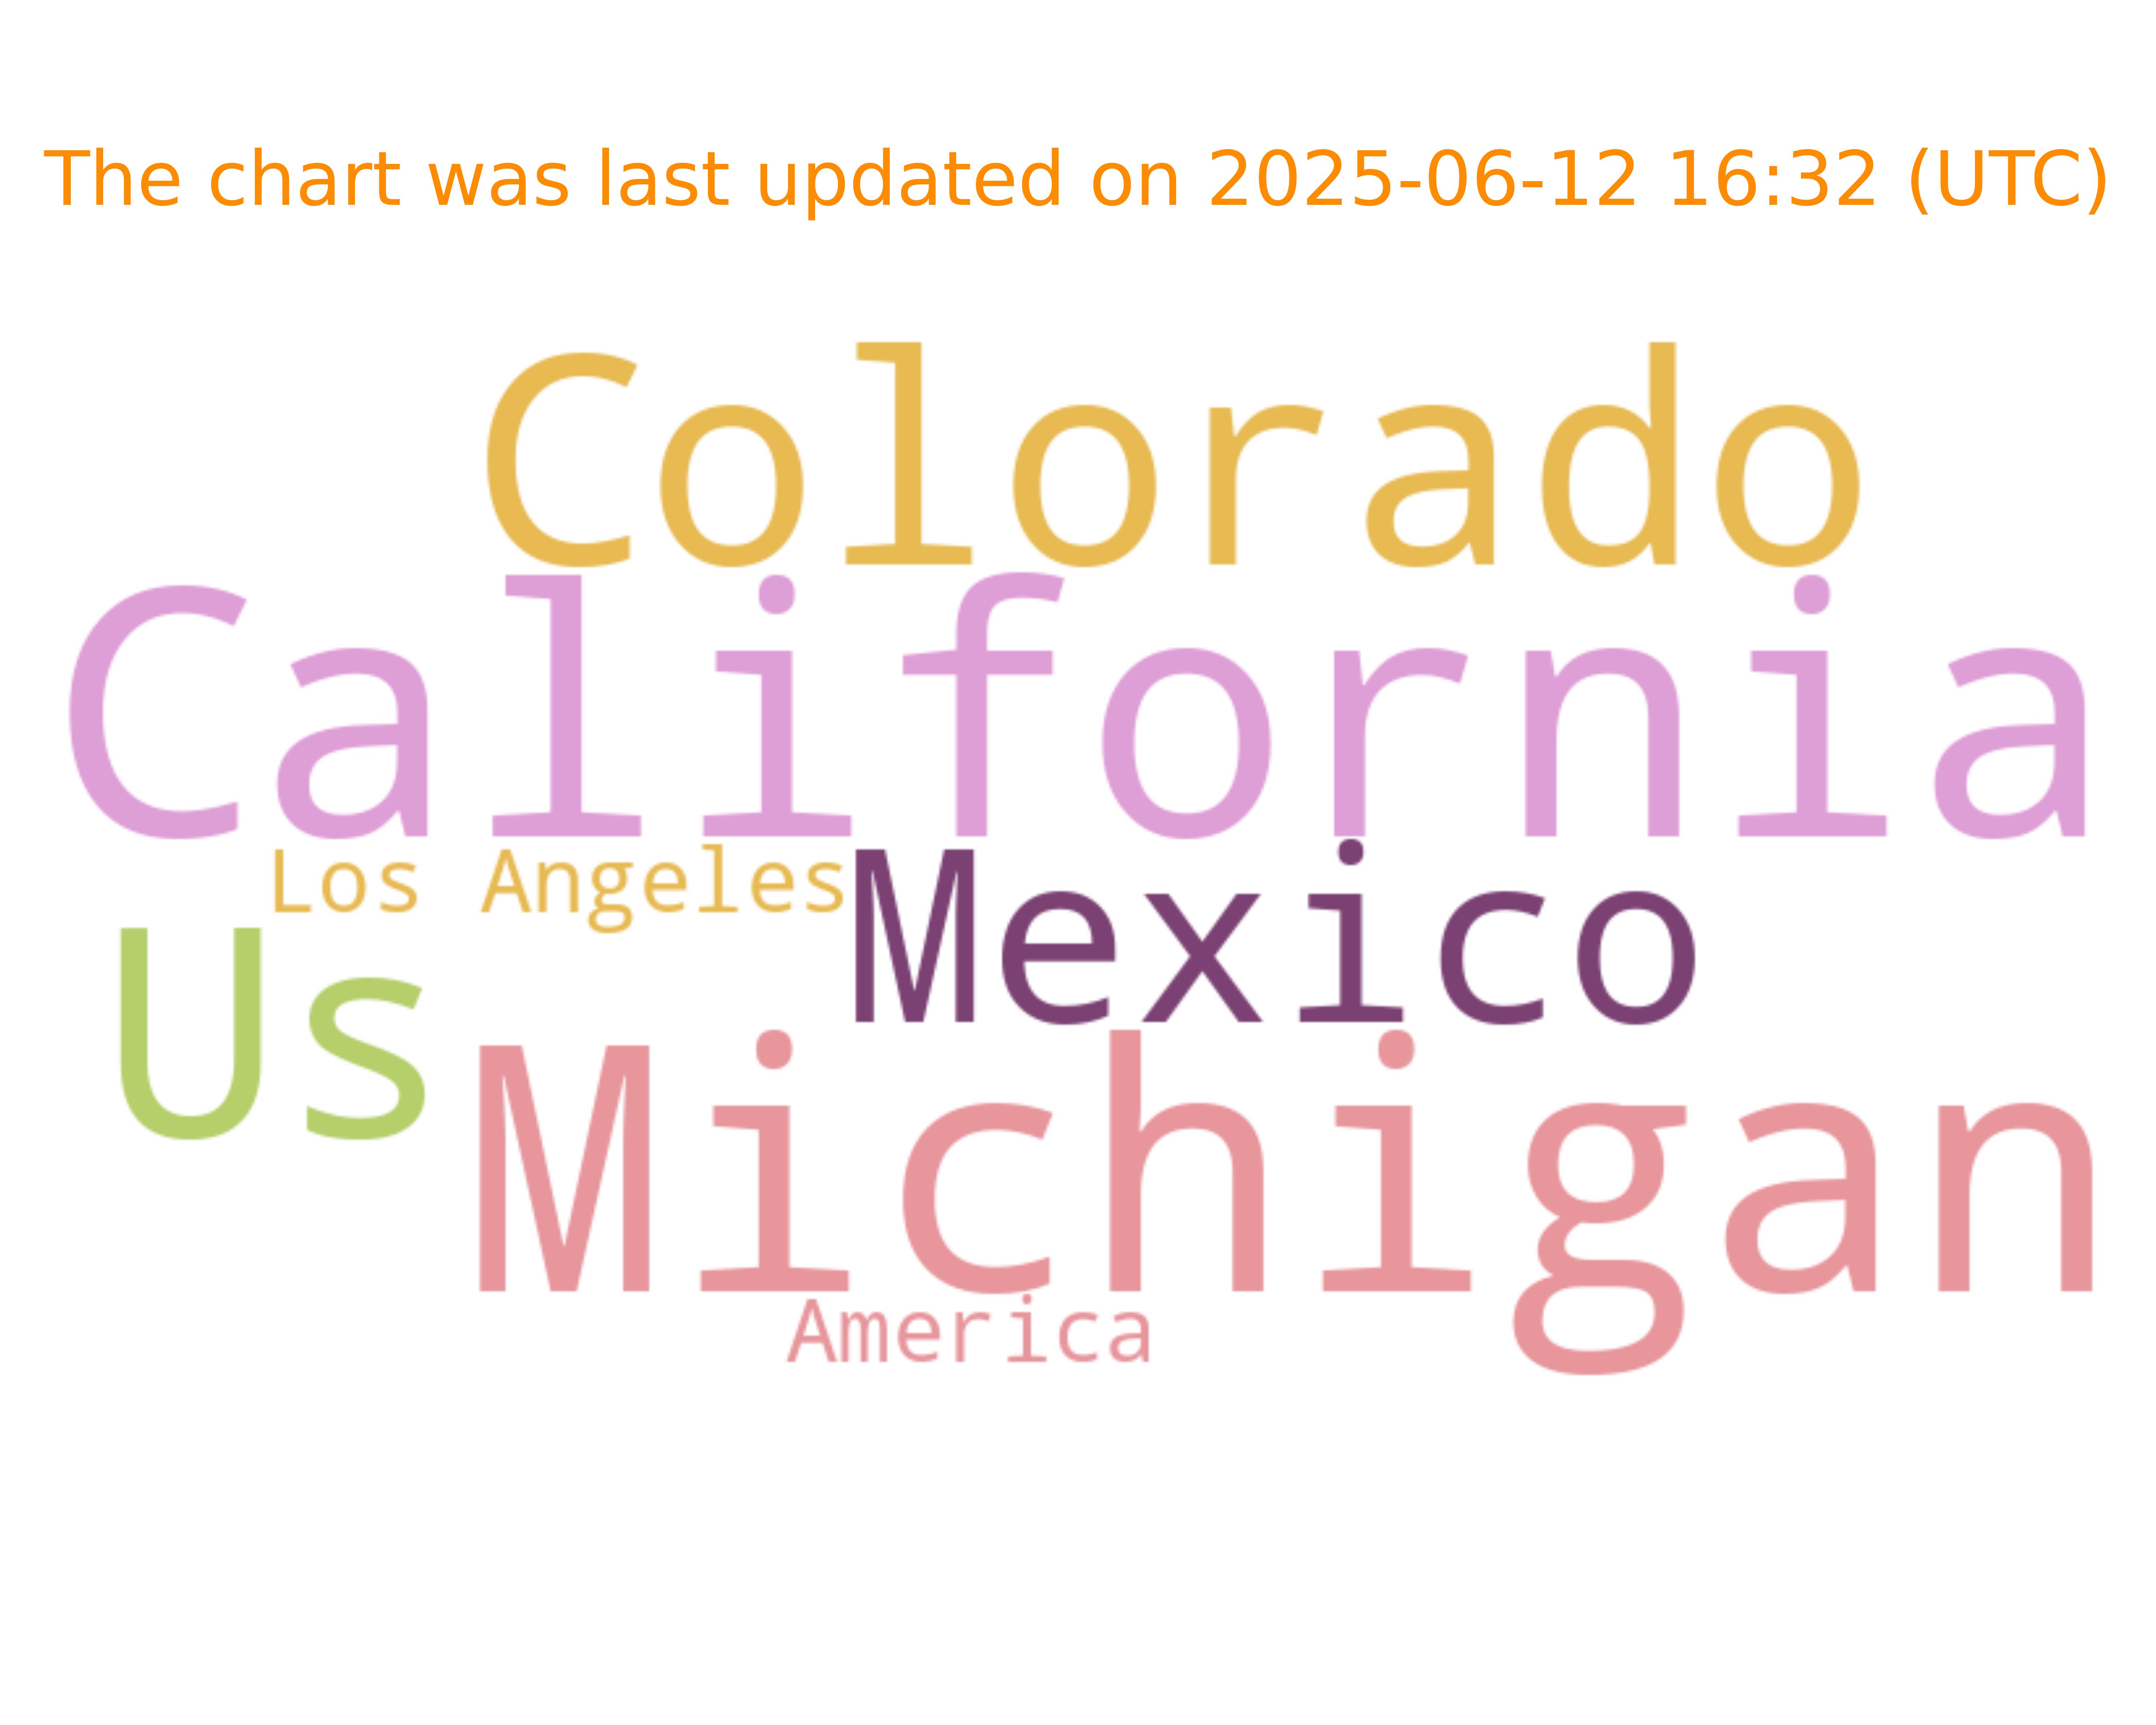 The chart was last updated on 2025-06-12 16:32 (UTC)
Colorado
California
Los Angeles
Mexico
Us
Michigan
America